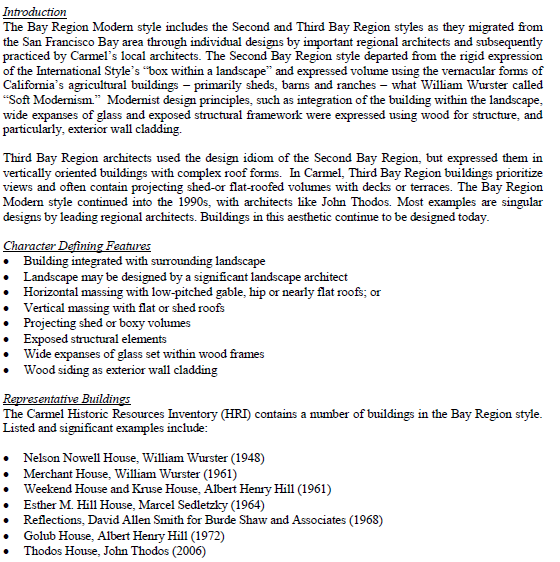 Introduction
The Bay Region Modern style includes the Second and Third Bay Region styles as they migrated from
the San Francisco Bay area through individual designs by important regional architects and subsequently
practiced by Carmel's local architects. The Second Bay Region style departed from the rigid expression
of the International Style's "box within a landscape" and expressed volume using the vernacular forms of
California's agricultural buildings – primarily sheds, barns and ranches – what William Wurster called
"Soft Modernism." Modernist design principles, such as integration of the building within the landscape,
wide expanses of glass and exposed structural framework were expressed using wood for structure, and
particularly, exterior wall cladding.

Third Bay Region architects used the design idiom of the Second Bay Region, but expressed them in
vertically oriented buildings with complex roof forms. In Carmel, Third Bay Region buildings prioritize
views and often contain projecting shed-or flat-roofed volumes with decks or terraces. The Bay Region
Modern style continued into the 1990s, with architects like John Thodos. Most examples are singular
designs by leading regional architects. Buildings in this aesthetic continue to be designed today.

Character Defining Features
• Building integrated with surrounding landscape
• Landscape may be designed by a significant landscape architect
• Horizontal massing with low-pitched gable, hip or nearly flat roofs; or
• Vertical massing with flat or shed roofs
• Projecting shed or boxy volumes
• Exposed structural elements
• Wide expanses of glass set within wood frames
• Wood siding as exterior wall cladding

Representative Buildings
The Carmel Historic Resources Inventory (HRI) contains a number of buildings in the Bay Region style.
Listed and significant examples include:

• Nelson Nowell House, William Wurster (1948)
• Merchant House, William Wurster (1961)
• Weekend House and Kruse House, Albert Henry Hill (1961)
• Esther M. Hill House, Marcel Sedletzky (1964)
• Reflections, David Allen Smith for Burde Shaw and Associates (1968)
• Golub House, Albert Henry Hill (1972)
• Thodos House, John Thodos (2006)